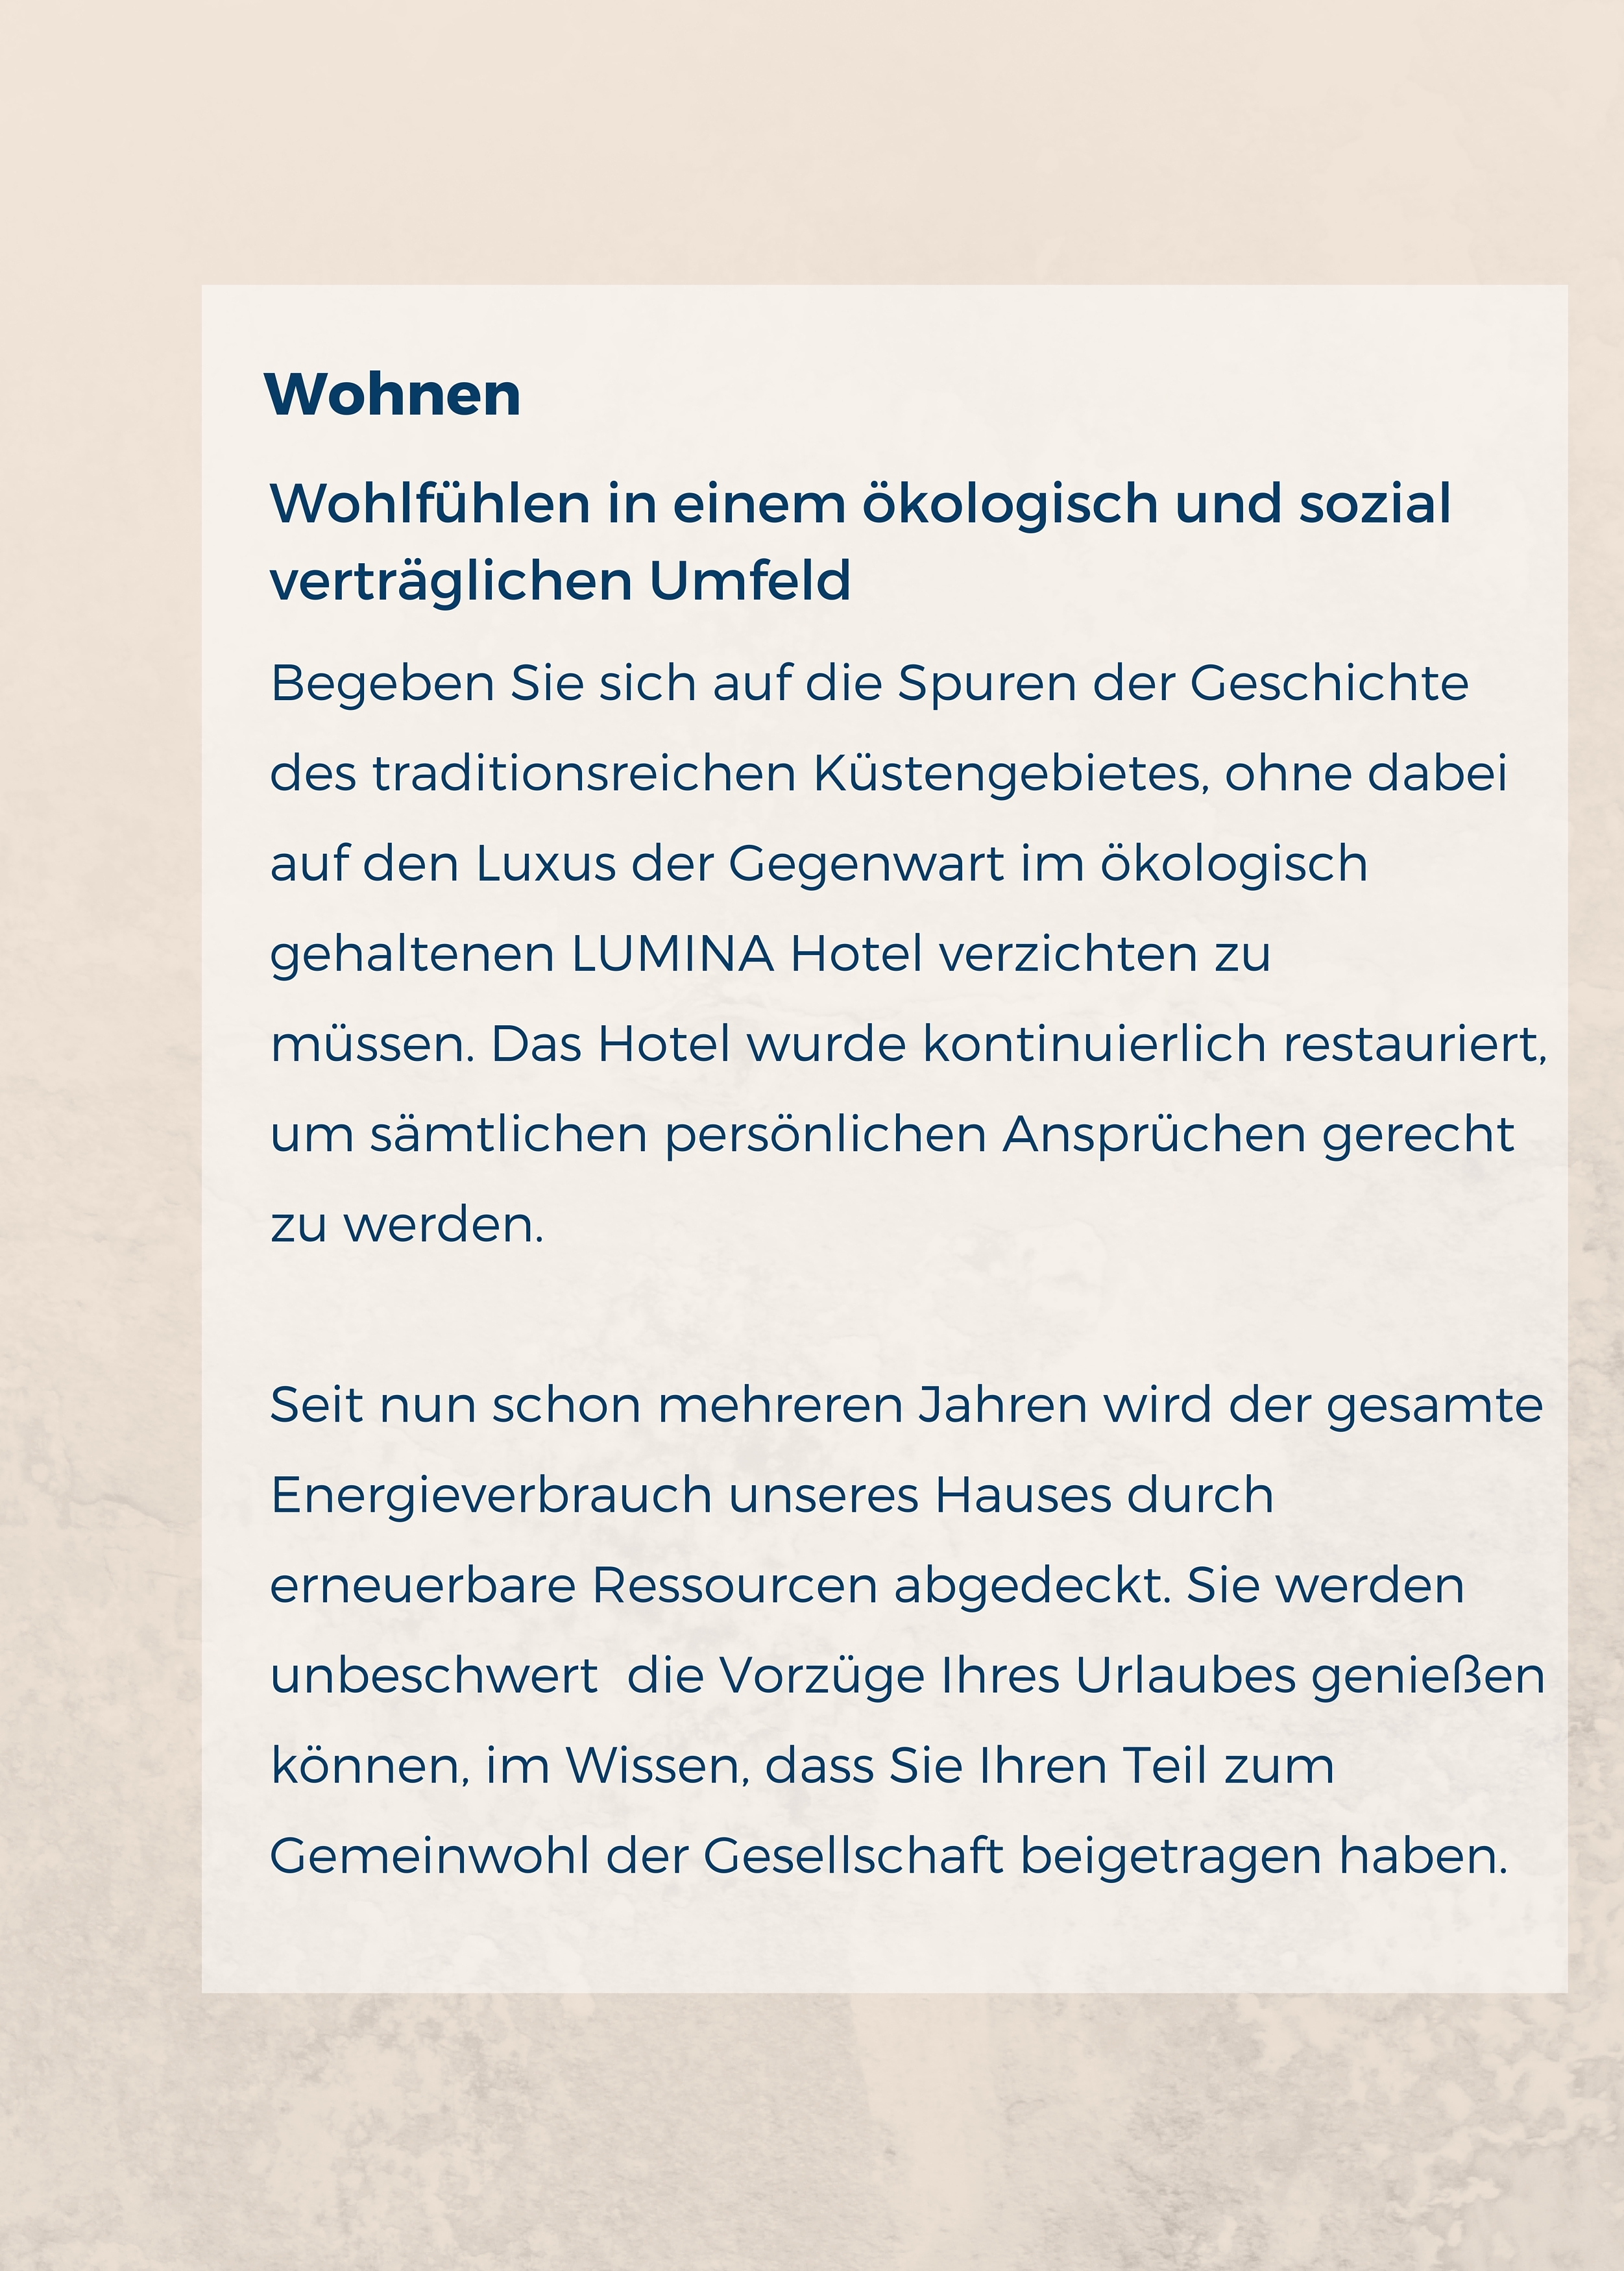 Wohnen
Wohlfühlen in einem ökologisch und sozial
verträglichen Umfeld
Begeben Sie sich auf die Spuren der Geschichte
des traditionsreichen Küstengebietes, ohne dabei
auf den Luxus der Gegenwart im ökologisch
gehaltenen LUMINA Hotel verzichten zu
müssen. Das Hotel wurde kontinuierlich restauriert,
um sämtlichen persönlichen Ansprüchen gerecht
zu werden.
Seit nun schon mehreren Jahren wird der gesamte
Energieverbrauch unseres Hauses durch
erneuerbare Ressourcen abgedeckt. Sie werden
unbeschwert  die Vorzüge Ihres Urlaubes genießen
können, im Wissen, dass Sie Ihren Teil zum
Gemeinwohl der Gesellschaft beigetragen haben.